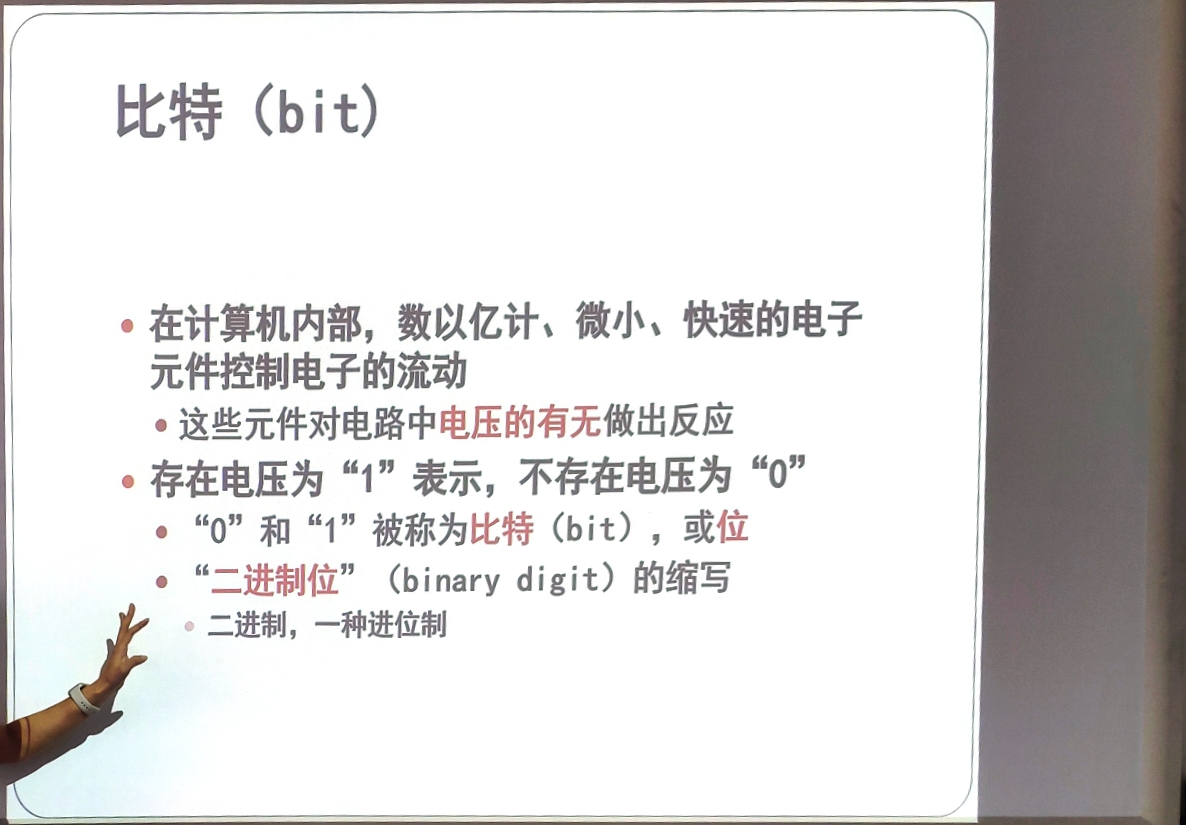 比特（bit）
• 在计算机内部，数以亿计、微小、快速的电子
元件控制电子的流动
• 这些元件对电路中电压的有无做出反应
• 存在电压为“1”表示，不存在电压为“0”
• “0”和“1”被称为比特（bit），或位
• “二进制位”（binary digit）的缩写
• 二进制，一种进位制